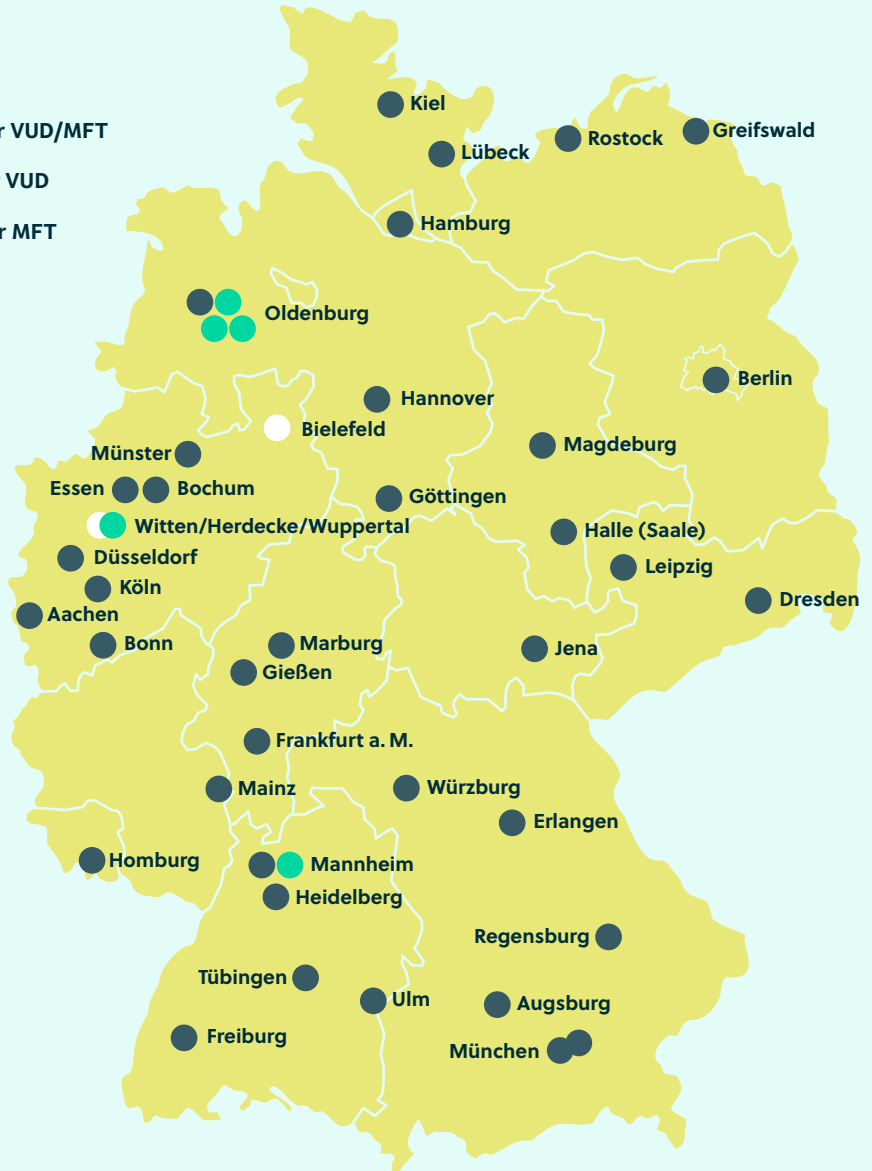 Kiel
r VUD/MFT
Rostock
Greifswald
Lübeck
VUD
r MFT
Hamburg
Oldenburg
Berlin
Hannover
Bielefeld
Magdeburg
Münster
Essen
Bochum
Göttingen
Witten/Herdecke/Wuppertal
Halle (Saale)
Düsseldorf
Leipzig
Köln
Dresden
Aachen
Bonn
Marburg
Jena
Gießen
Frankfurt a. M.
Mainz
Würzburg
Erlangen
Homburg
Mannheim
Heidelberg
Regensburg
Tübingen
Ulm
Augsburg
Freiburg
München